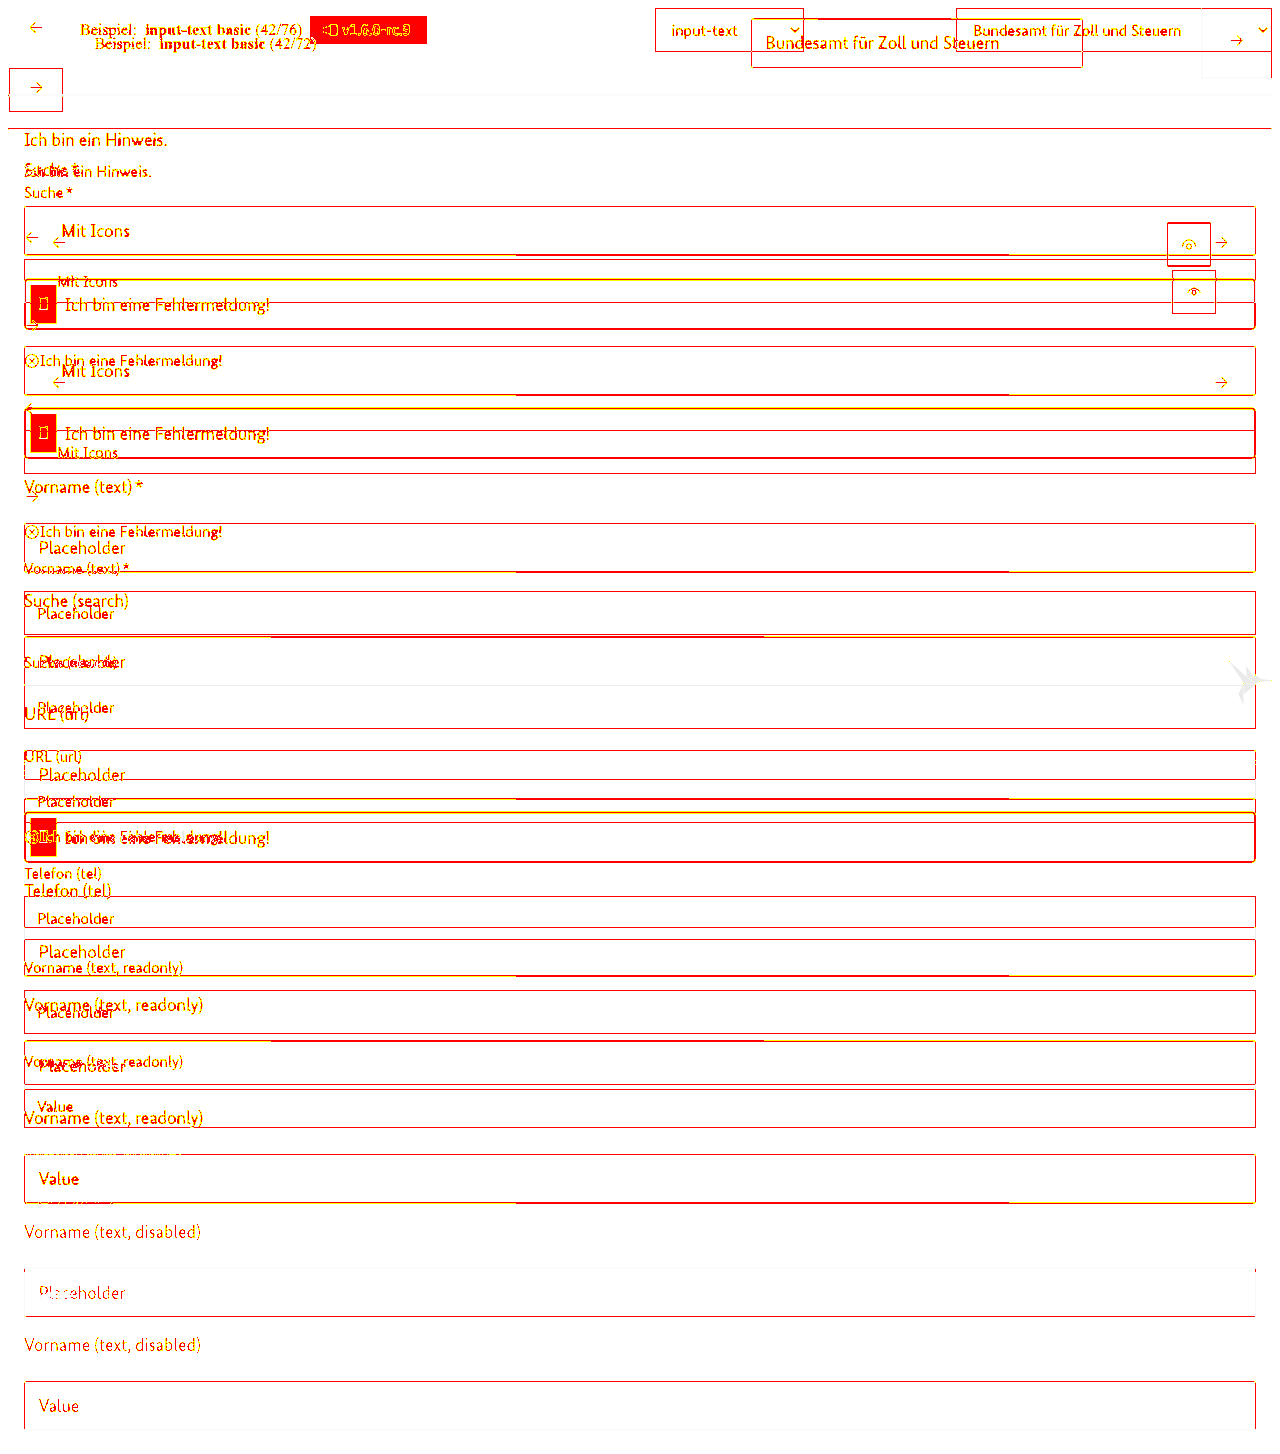 Beispiel: input-text basic (42/76) v1.6.0-rc.9 input-text Bundesamt für Zoll und Steuern
Beispiel: input-text basic (42/72) Bundesamt für Zoll und Steuern
Ich bin ein Hinweis.
Suche *
Ich bin ein Hinweis.
Suche *
Mit Icons
Mit Icons
Ich bin eine Fehlermeldung!
Ich bin eine Fehlermeldung!
Mit Icons
Ich bin eine Fehlermeldung!
Mit Icons
Vorname (text) *
Ich bin eine Fehlermeldung!
Placeholder
Vorname (text) *
Suche (search)
Placeholder
Suche (search)
Placeholder
Placeholder
URL (url)
URL (url)
Placeholder
Placeholder
Ich bin eine Fehlermeldung!
Ich bin eine Fehlermeldung!
Telefon (tel)
Telefon (tel)
Placeholder
Placeholder
Vorname (text, readonly)
Vorname (text, readonly)
Placeholder
Vorname (text, readonly)
Placeholder
Value
Vorname (text, readonly)
Value
Vorname (text, disabled)
Placeholder
Vorname (text, disabled)
Value